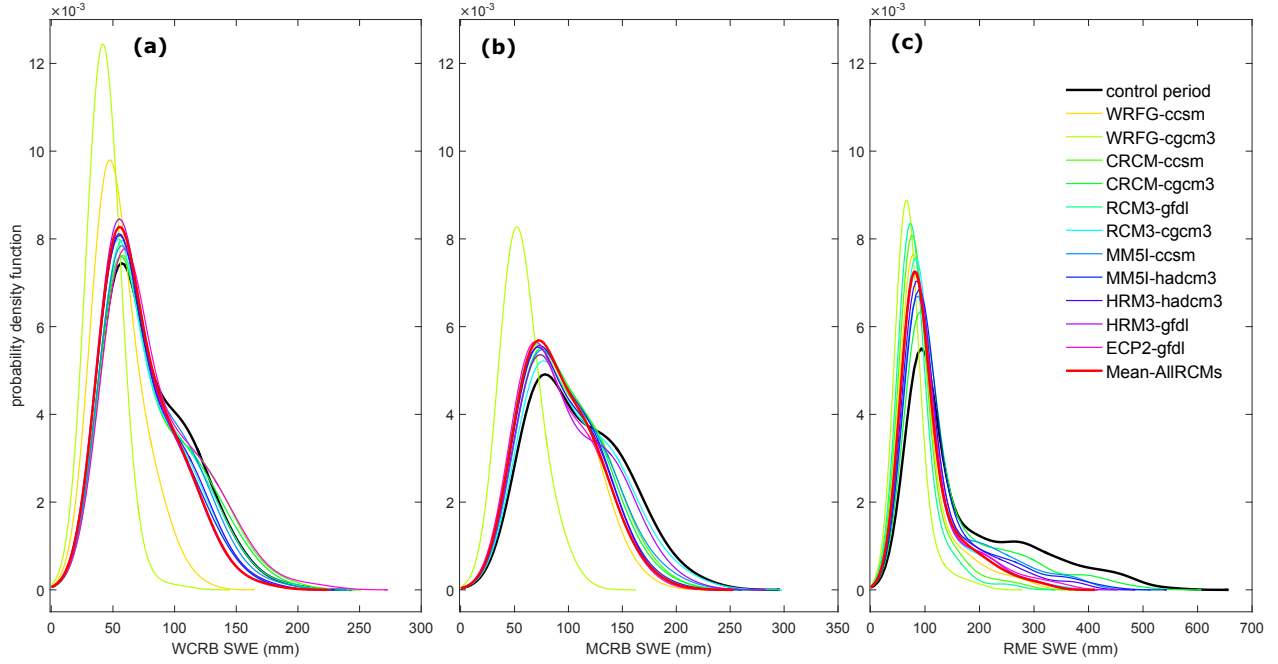 ×10⁻³ ×10⁻³ ×10⁻³
(a) (b) (c)
12 12 12
10 10 10
8 8 8
6 6 6
4 4 4
2 2 2
0 0 0
probability density function
control period
WRFG-ccsm
WRFG-cgcm3
CRCM-ccsm
CRCM-cgcm3
RCM3-gfdl
RCM3-cgcm3
MM5I-ccsm
MM5I-hadcm3
HRM3-hadcm3
HRM3-gfdl
ECP2-gfdl
Mean-AllRCMs
0 50 100 150 200 250 300
0 50 100 150 200 250 300 350
0 100 200 300 400 500 600 700
WCRB SWE (mm)
MCRB SWE (mm)
RME SWE (mm)